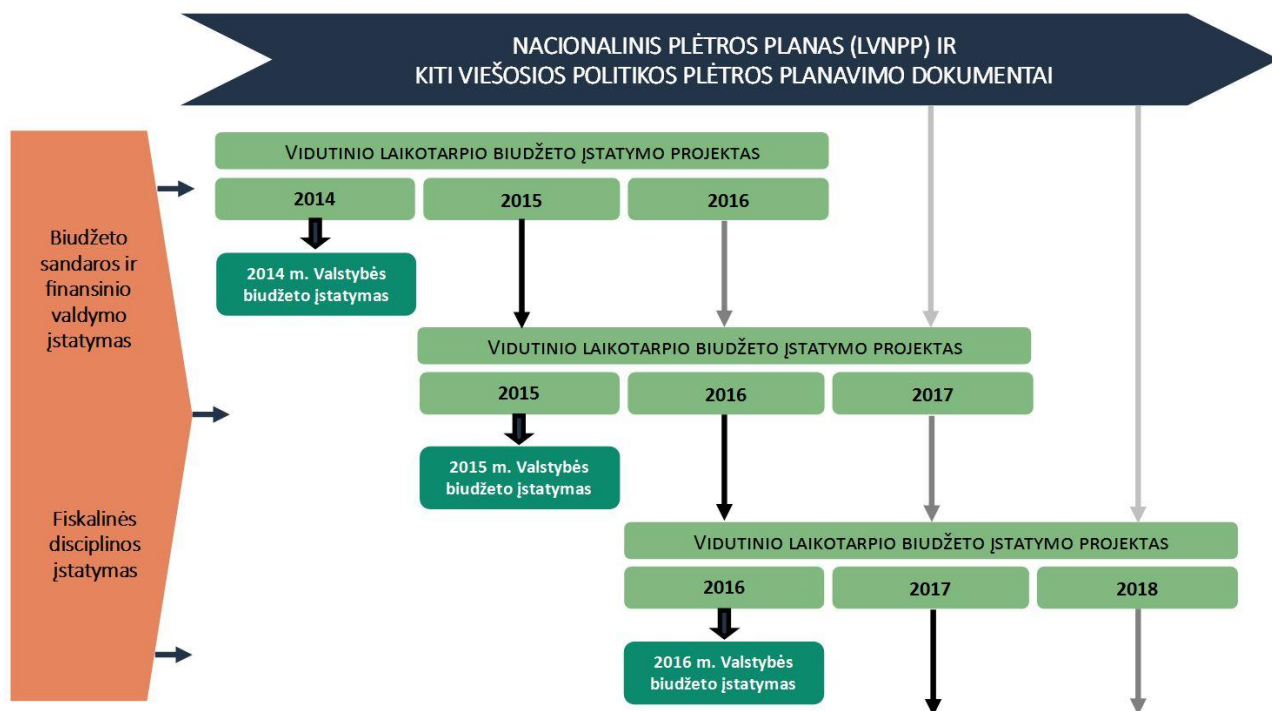 NACIONALINIS PLĖTROS PLANAS (LVNPP) IR
KITI VIEŠOSIOS POLITIKOS PLĖTROS PLANAVIMO DOKUMENTAI
Biudžeto
sandaros ir
finansinio
valdymo
įstatymas
Fiskalinės
disciplinos
įstatymas
VIDUTINIO LAIKOTARPIO BIUDŽETO ĮSTATYMO PROJEKTAS
2014
2015
2016
2014 m. Valstybės
biudžeto įstatymas
VIDUTINIO LAIKOTARPIO BIUDŽETO ĮSTATYMO PROJEKTAS
2015
2016
2017
2015 m. Valstybės
biudžeto įstatymas
VIDUTINIO LAIKOTARPIO BIUDŽETO ĮSTATYMO PROJEKTAS
2016
2017
2018
2016 m. Valstybės
biudžeto įstatymas